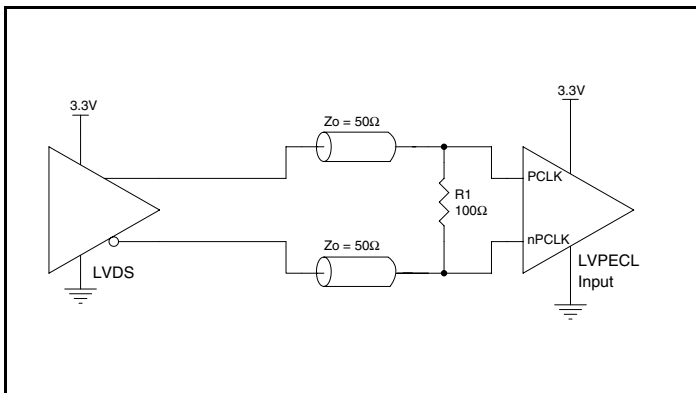 3.3V
3.3V
Zo = 50Ω
PCLK
R1
100Ω
nPCLK
Zo = 50Ω
LVDS
LVPECL
Input